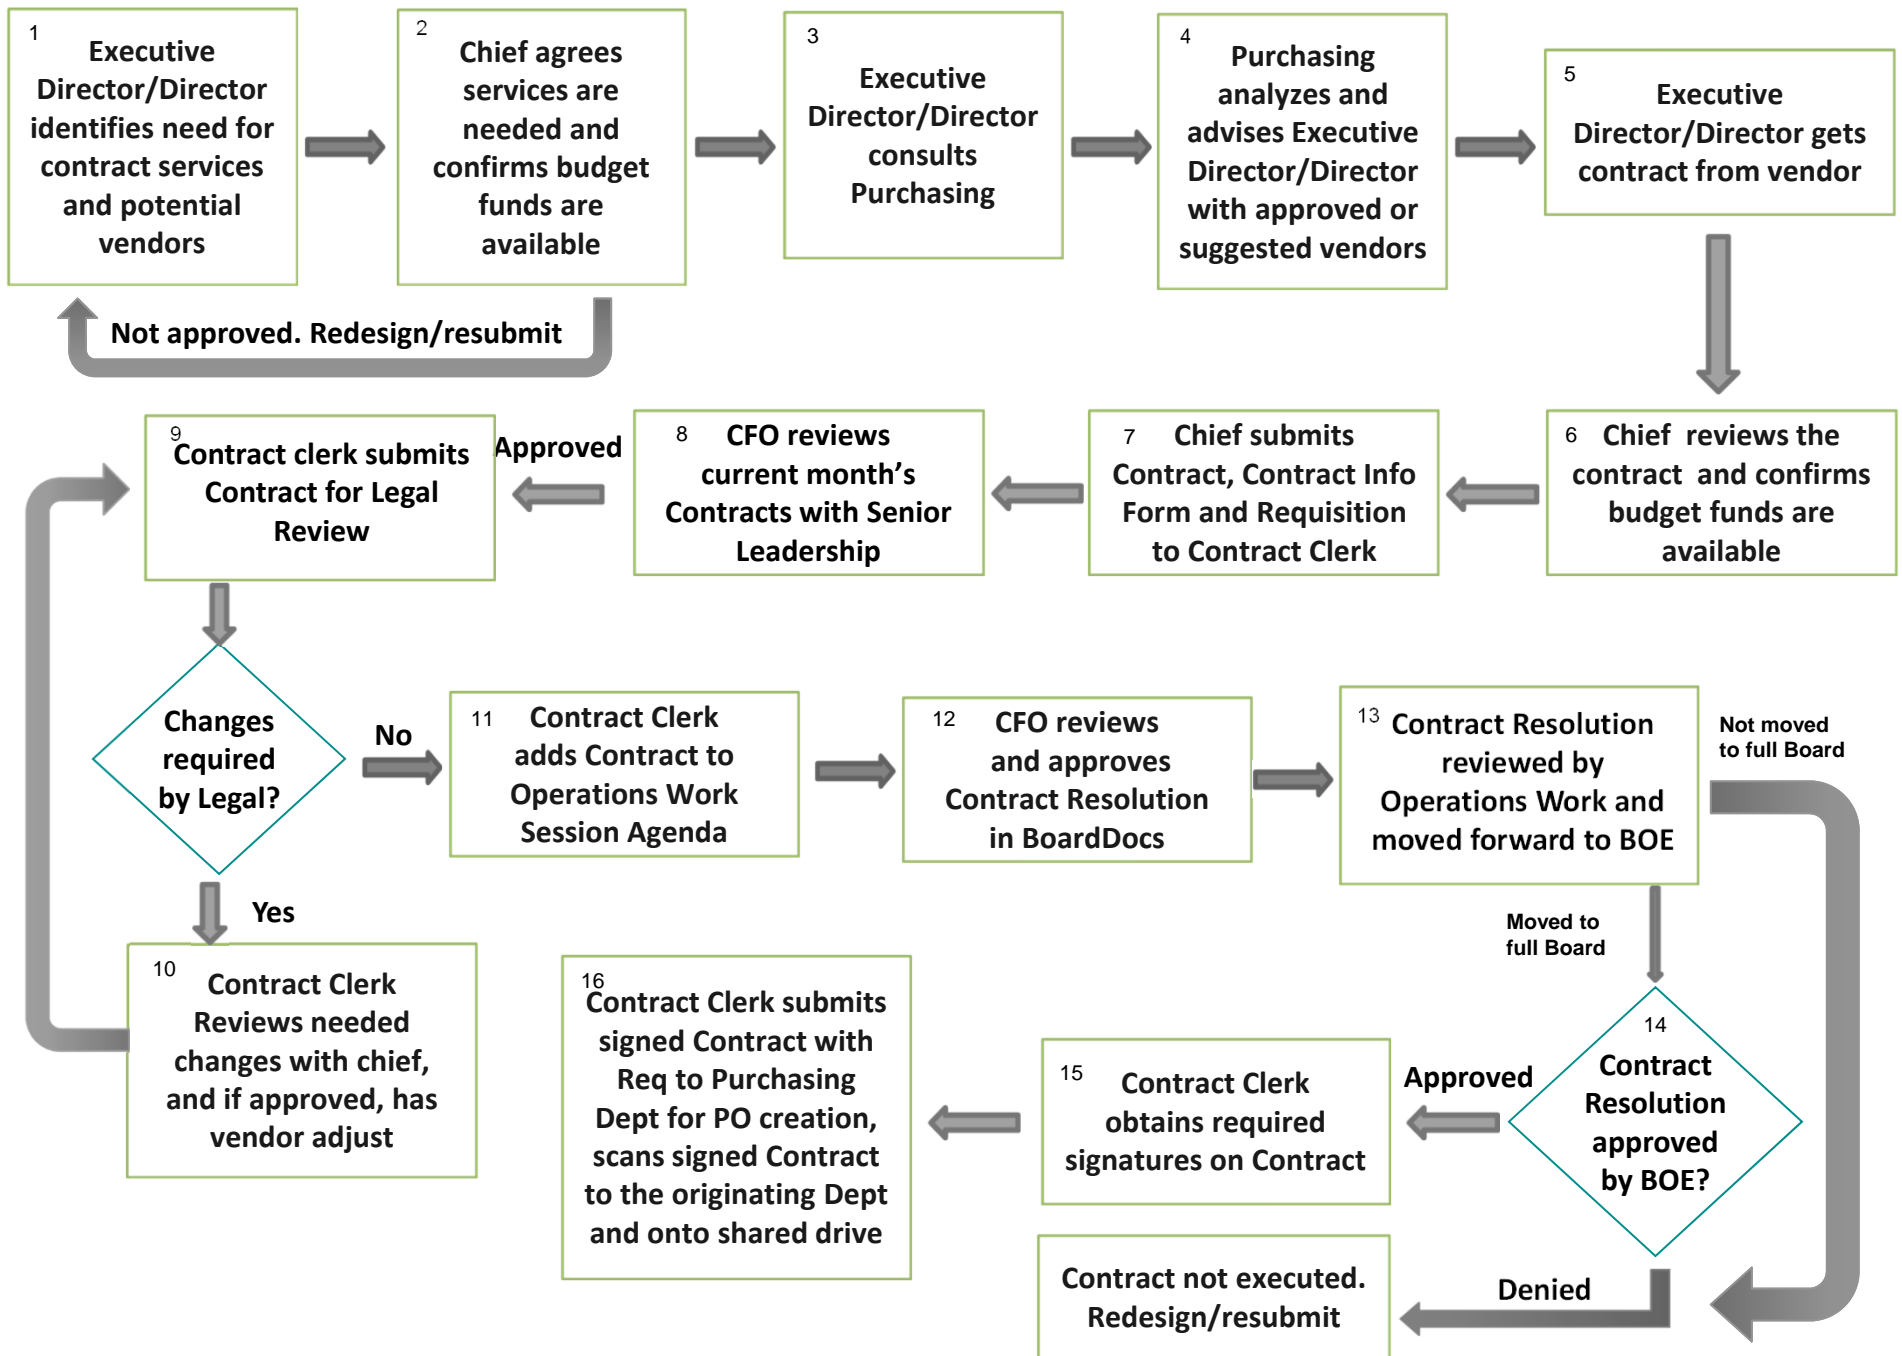 1
Executive
Director/Director
identifies need for
contract services
and potential
vendors
2
Chief agrees
services are
needed and
confirms budget
funds are
available
3
Executive
Director/Director
consults
Purchasing
4
Purchasing
analyzes and
advises Executive
Director/Director
with approved or
suggested vendors
5
Executive
Director/Director gets
contract from vendor
Not approved. Redesign/resubmit
6
Chief  reviews the
contract  and confirms
budget funds are
available
7
Chief submits
Contract, Contract Info
Form and Requisition
to Contract Clerk
8
CFO reviews
current month’s
Contracts with Senior
Leadership
Approved
9
Contract clerk submits
Contract for Legal
Review
Changes
required
by Legal?
No
Yes
10
Contract Clerk
Reviews needed
changes with chief,
and if approved, has
vendor adjust
11
Contract Clerk
adds Contract to
Operations Work
Session Agenda
12
CFO reviews
and approves
Contract Resolution
in BoardDocs
13
Contract Resolution
reviewed by
Operations Work and
moved forward to BOE
Not moved
to full Board
Moved to
full Board
14
Contract
Resolution
approved
by BOE?
Approved
15
Contract Clerk
obtains required
signatures on Contract
16
Contract Clerk submits
signed Contract with
Req to Purchasing
Dept for PO creation,
scans signed Contract
to the originating Dept
and onto shared drive
Denied
Contract not executed.
Redesign/resubmit